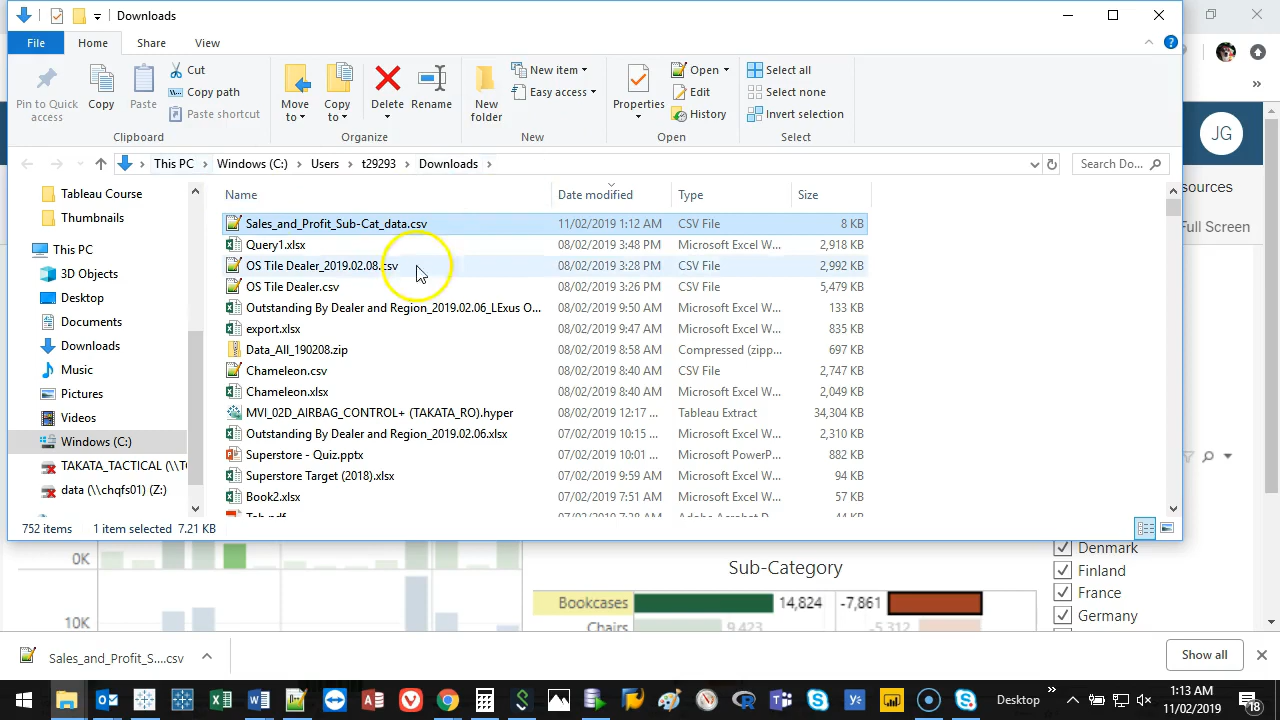 Downloads
File Home Share View
Pin to Quick access
Copy
Paste
Cut
Copy path
Paste shortcut
Clipboard
Move to
Copy to
Delete
Rename
Organize
New folder
New item
Easy access
New
Properties
Open
Edit
History
Open
Select all
Select none
Invert selection
Select
JG
This PC Windows (C:) Users t29293 Downloads
Search Do...
sources
Full Screen
Tableau Course
Thumbnails
This PC
3D Objects
Desktop
Documents
Downloads
Music
Pictures
Videos
Windows (C:)
TAKATA_TACTICAL (\\TC
data (\\chqfs01) (Z:)
Name Date modified Type Size
Sales_and_Profit_Sub-Cat_data.csv 11/02/2019 1:12 AM CSV File 8 KB
Query1.xlsx 08/02/2019 3:48 PM Microsoft Excel W... 2,918 KB
OS Tile Dealer_2019.02.08.csv 08/02/2019 3:28 PM CSV File 2,992 KB
OS Tile Dealer.csv 08/02/2019 3:26 PM CSV File 5,479 KB
Outstanding By Dealer and Region_2019.02.06_LExus O... 08/02/2019 9:50 AM Microsoft Excel W... 133 KB
export.xlsx 08/02/2019 9:47 AM Microsoft Excel W... 835 KB
Data_All_190208.zip 08/02/2019 8:58 AM Compressed (zipp... 697 KB
Chameleon.csv 08/02/2019 8:40 AM CSV File 2,747 KB
Chameleon.xlsx 08/02/2019 8:40 AM Microsoft Excel W... 2,049 KB
MVI_02D_AIRBAG_CONTROL+ (TAKATA_RO).hyper 08/02/2019 12:17 ... Tableau Extract 34,304 KB
Outstanding By Dealer and Region_2019.02.06.xlsx 07/02/2019 10:15 ... Microsoft Excel W... 2,310 KB
Superstore - Quiz.pptx 07/02/2019 10:01 ... Microsoft PowerP... 882 KB
Superstore Target (2018).xlsx 07/02/2019 9:59 AM Microsoft Excel W... 94 KB
Book2.xlsx 07/02/2019 7:51 AM Microsoft Excel W... 57 KB
752 items 1 item selected 7.21 KB
0K
10K
Sub-Category
Bookcases 14,824 -7,861
Chairs 9,423 -5,312
Denmark
Finland
France
Germany
Sales_and_Profit_S....csv
Show all
Desktop
1:13 AM
11/02/2019
18